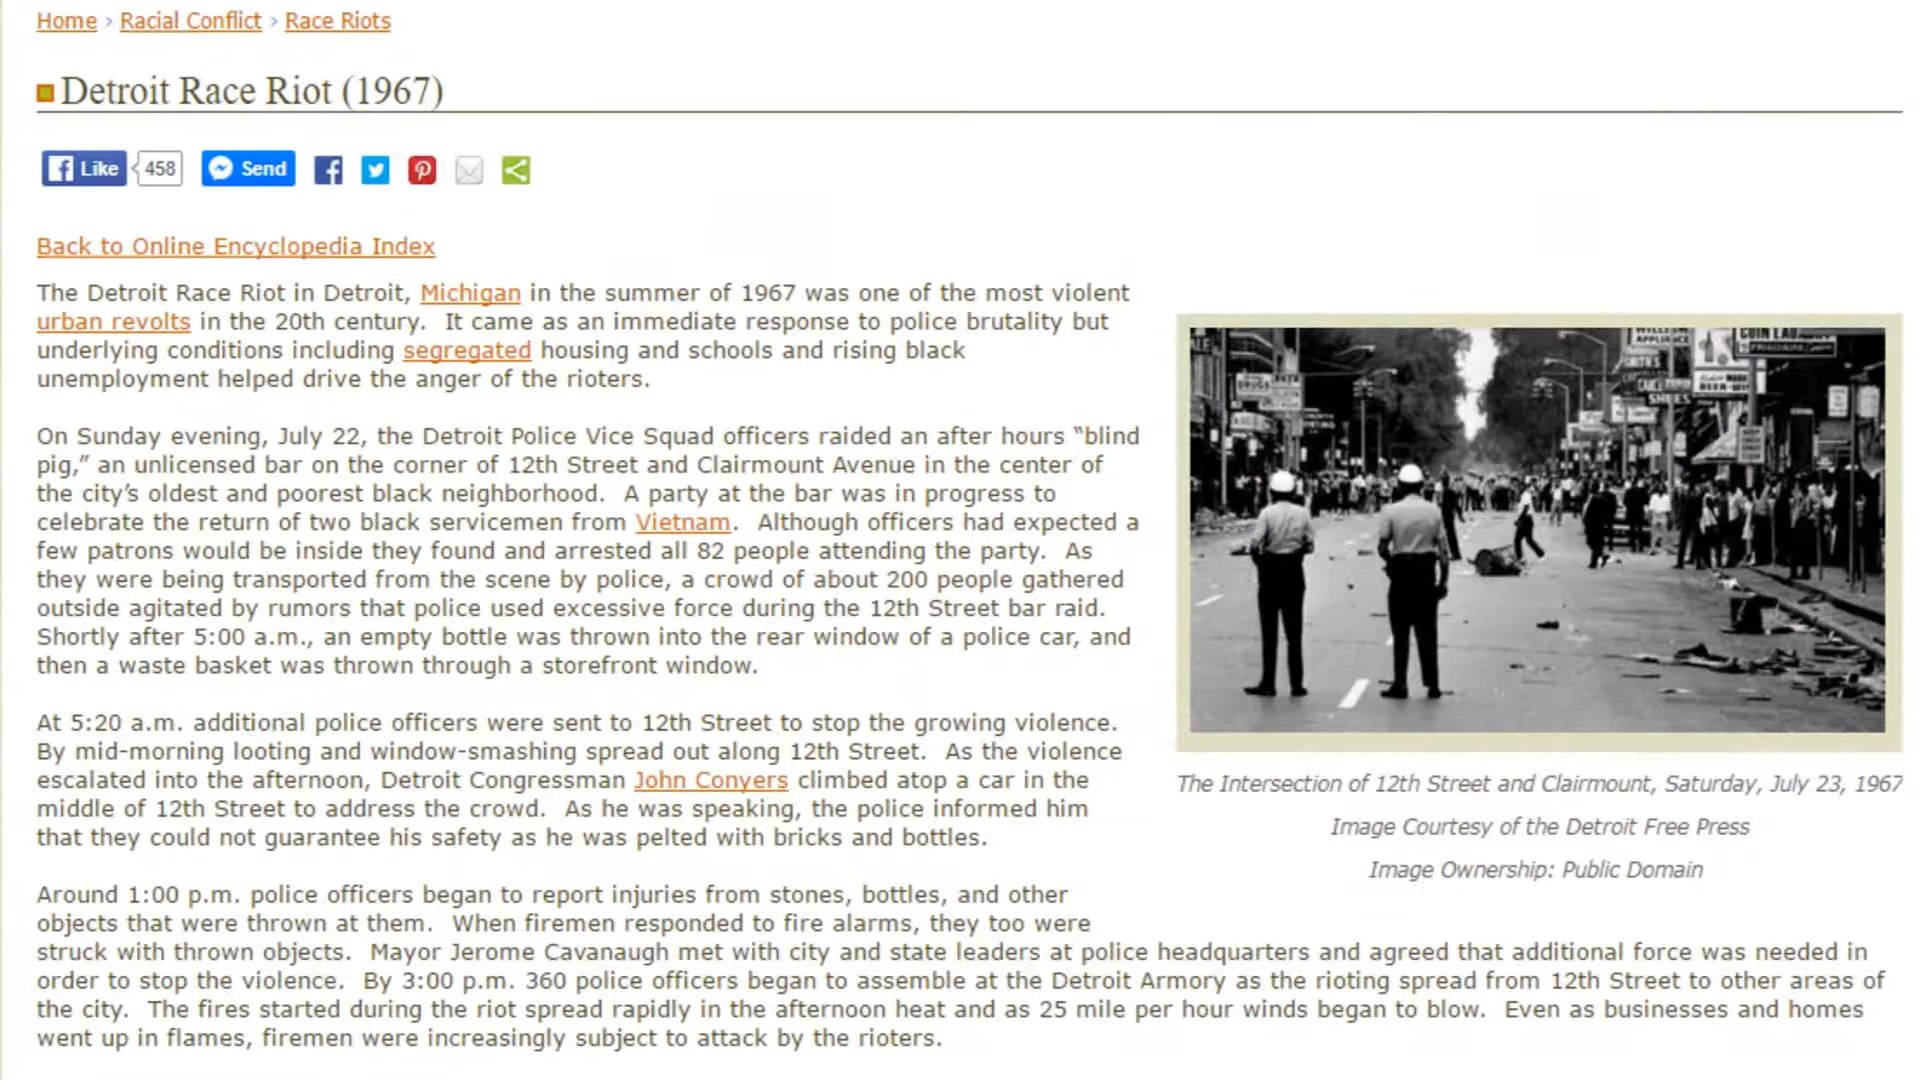 Home › Racial Conflict › Race Riots
Detroit Race Riot (1967)
Like 458 Send
Back to Online Encyclopedia Index
The Detroit Race Riot in Detroit, Michigan in the summer of 1967 was one of the most violent
urban revolts in the 20th century.  It came as an immediate response to police brutality but
underlying conditions including segregated housing and schools and rising black
unemployment helped drive the anger of the rioters.
On Sunday evening, July 22, the Detroit Police Vice Squad officers raided an after hours “blind
pig,” an unlicensed bar on the corner of 12th Street and Clairmount Avenue in the center of
the city’s oldest and poorest black neighborhood.  A party at the bar was in progress to
celebrate the return of two black servicemen from Vietnam.  Although officers had expected a
few patrons would be inside they found and arrested all 82 people attending the party.  As
they were being transported from the scene by police, a crowd of about 200 people gathered
outside agitated by rumors that police used excessive force during the 12th Street bar raid.
Shortly after 5:00 a.m., an empty bottle was thrown into the rear window of a police car, and
then a waste basket was thrown through a storefront window.
At 5:20 a.m. additional police officers were sent to 12th Street to stop the growing violence.
By mid-morning looting and window-smashing spread out along 12th Street.  As the violence
escalated into the afternoon, Detroit Congressman John Conyers climbed atop a car in the
middle of 12th Street to address the crowd.  As he was speaking, the police informed him
that they could not guarantee his safety as he was pelted with bricks and bottles.
Around 1:00 p.m. police officers began to report injuries from stones, bottles, and other
objects that were thrown at them.  When firemen responded to fire alarms, they too were
struck with thrown objects.  Mayor Jerome Cavanaugh met with city and state leaders at police headquarters and agreed that additional force was needed in
order to stop the violence.  By 3:00 p.m. 360 police officers began to assemble at the Detroit Armory as the rioting spread from 12th Street to other areas of
the city.  The fires started during the riot spread rapidly in the afternoon heat and as 25 mile per hour winds began to blow.  Even as businesses and homes
went up in flames, firemen were increasingly subject to attack by the rioters.
DRUGS
APPLIANCE
COIN LAU
FRIGIDAIRE
SHOES
The Intersection of 12th Street and Clairmount, Saturday, July 23, 1967
Image Courtesy of the Detroit Free Press
Image Ownership: Public Domain